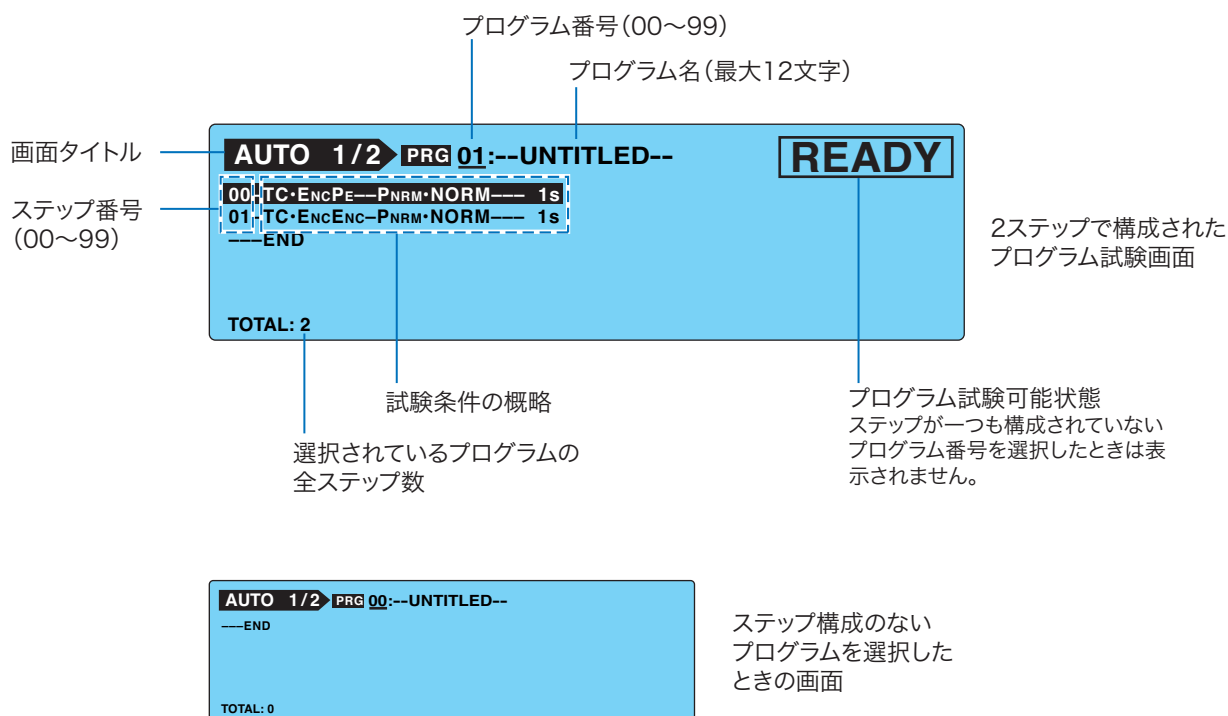 プログラム番号（00～99）
プログラム名（最大12文字）
画面タイトル
AUTO 1/2 PRG 01:--UNTITLED--
READY
ステップ番号
（00～99）
00-TC・ENCPE––PNRM・NORM––– 1s
01-TC・ENCENC–PNRM・NORM––– 1s
–––END
TOTAL: 2
2ステップで構成された
プログラム試験画面
試験条件の概略
選択されているプログラムの
全ステップ数
プログラム試験可能状態
ステップが一つも構成されていない
プログラム番号を選択したときは表
示されません。
AUTO 1/2 PRG 00:--UNTITLED--
–––END
TOTAL: 0
ステップ構成のない
プログラムを選択した
ときの画面